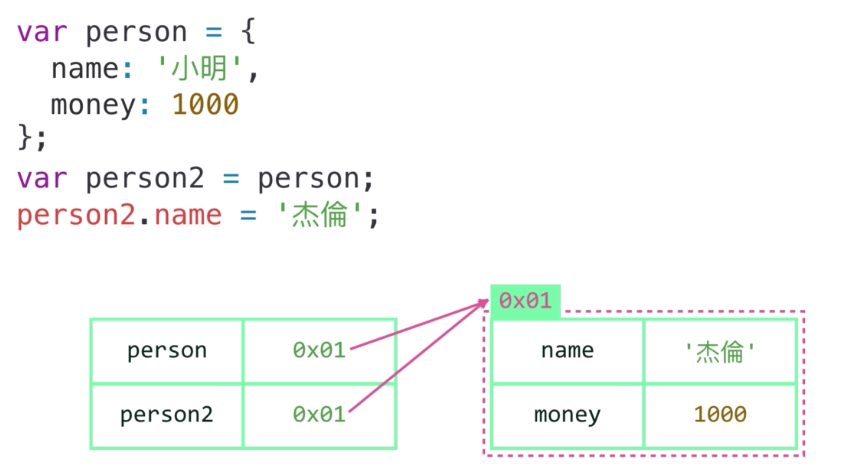 var person = {
  name: '小明',
  money: 1000
};
var person2 = person;
person2.name = '杰倫';
0x01
person 0x01 name '杰倫'
person2 0x01 money 1000